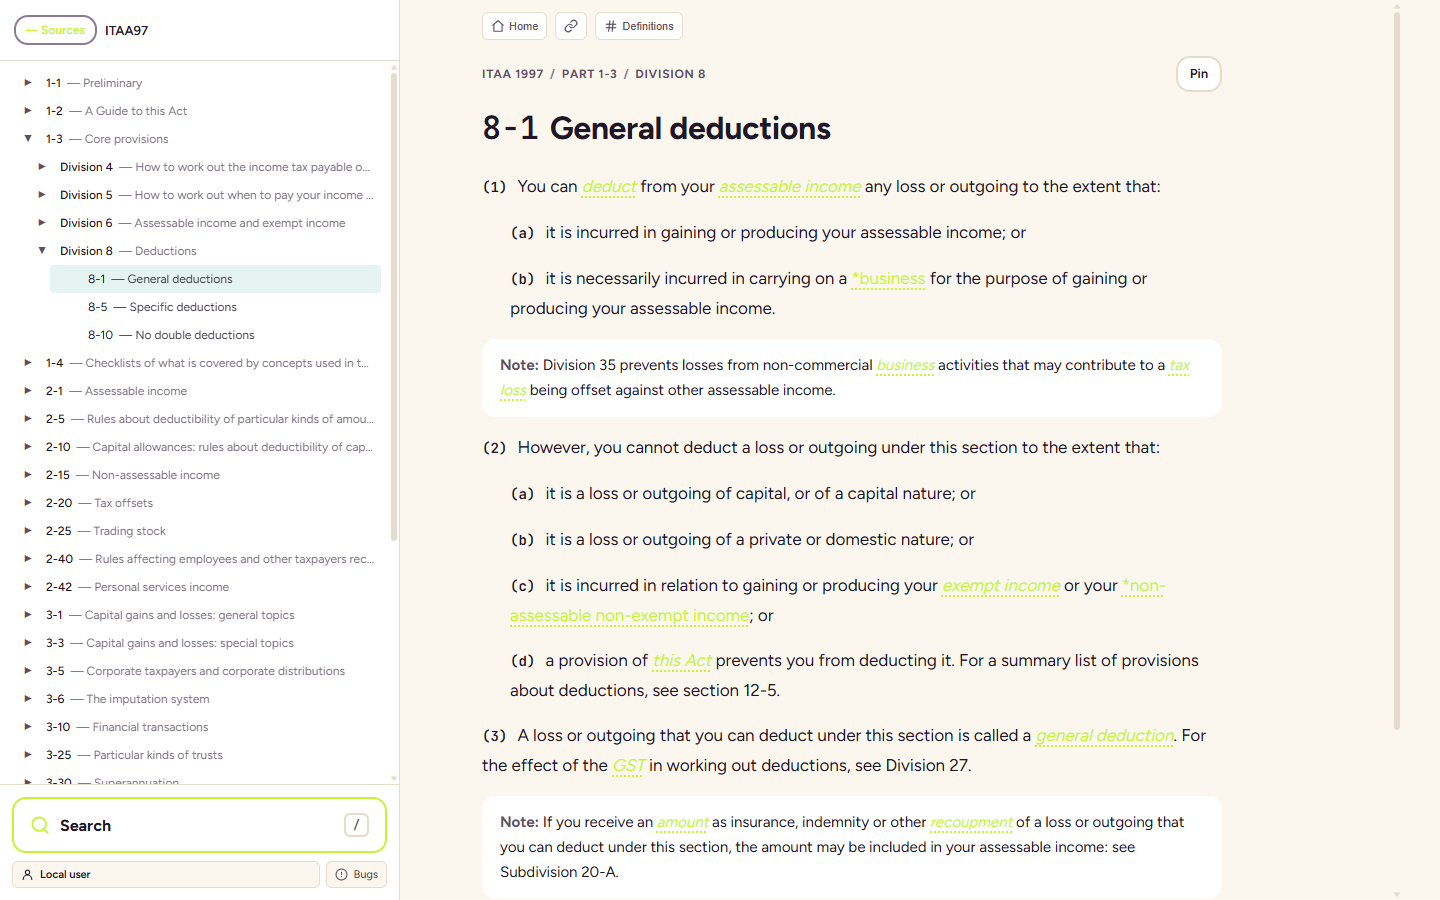 ← Sources
ITAA97
1-1 — Preliminary
1-2 — A Guide to this Act
1-3 — Core provisions
Division 4 — How to work out the income tax payable o...
Division 5 — How to work out when to pay your income ...
Division 6 — Assessable income and exempt income
Division 8 — Deductions
8-1 — General deductions
8-5 — Specific deductions
8-10 — No double deductions
1-4 — Checklists of what is covered by concepts used in t...
2-1 — Assessable income
2-5 — Rules about deductibility of particular kinds of amou...
2-10 — Capital allowances: rules about deductibility of cap...
2-15 — Non-assessable income
2-20 — Tax offsets
2-25 — Trading stock
2-40 — Rules affecting employees and other taxpayers rec...
2-42 — Personal services income
3-1 — Capital gains and losses: general topics
3-3 — Capital gains and losses: special topics
3-5 — Corporate taxpayers and corporate distributions
3-6 — The imputation system
3-10 — Financial transactions
3-25 — Particular kinds of trusts
3-30 — Superannuation
Search /
Local user
Bugs
Home
Definitions
ITAA 1997 / PART 1-3 / DIVISION 8
Pin
8-1 General deductions
(1) You can deduct from your assessable income any loss or outgoing to the extent that:
(a) it is incurred in gaining or producing your assessable income; or
(b) it is necessarily incurred in carrying on a *business for the purpose of gaining or
producing your assessable income.
Note: Division 35 prevents losses from non-commercial business activities that may contribute to a tax
loss being offset against other assessable income.
(2) However, you cannot deduct a loss or outgoing under this section to the extent that:
(a) it is a loss or outgoing of capital, or of a capital nature; or
(b) it is a loss or outgoing of a private or domestic nature; or
(c) it is incurred in relation to gaining or producing your exempt income or your *non-
assessable non-exempt income; or
(d) a provision of this Act prevents you from deducting it. For a summary list of provisions
about deductions, see section 12-5.
(3) A loss or outgoing that you can deduct under this section is called a general deduction. For
the effect of the GST in working out deductions, see Division 27.
Note: If you receive an amount as insurance, indemnity or other recoupment of a loss or outgoing that
you can deduct under this section, the amount may be included in your assessable income: see
Subdivision 20-A.